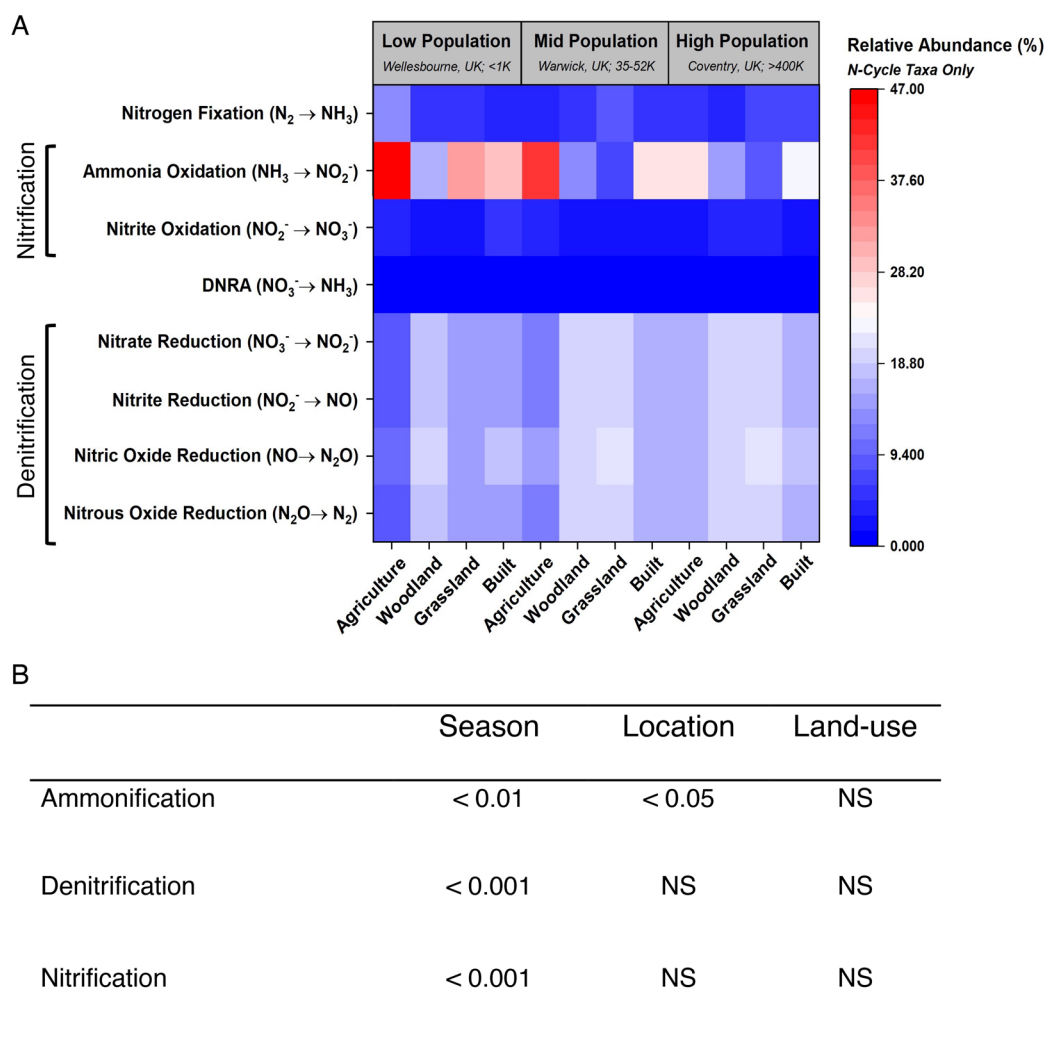 A
Low Population Mid Population High Population
Wellesbourne, UK; <1K Warwick, UK; 35-52K Coventry, UK; >400K
Relative Abundance (%)
N-Cycle Taxa Only
47.00
37.60
28.20
18.80
9.400
0.000
Nitrification
Denitrification
Nitrogen Fixation (N₂ → NH₃)
Ammonia Oxidation (NH₃ → NO₂⁻)
Nitrite Oxidation (NO₂⁻ → NO₃⁻)
DNRA (NO₃⁻→ NH₃)
Nitrate Reduction (NO₃⁻ → NO₂⁻)
Nitrite Reduction (NO₂⁻ → NO)
Nitric Oxide Reduction (NO→ N₂O)
Nitrous Oxide Reduction (N₂O→ N₂)
Agriculture Woodland Grassland Built Agriculture Woodland Grassland Built Agriculture Woodland Grassland Built
B
Season Location Land-use
Ammonification < 0.01 < 0.05 NS
Denitrification < 0.001 NS NS
Nitrification < 0.001 NS NS